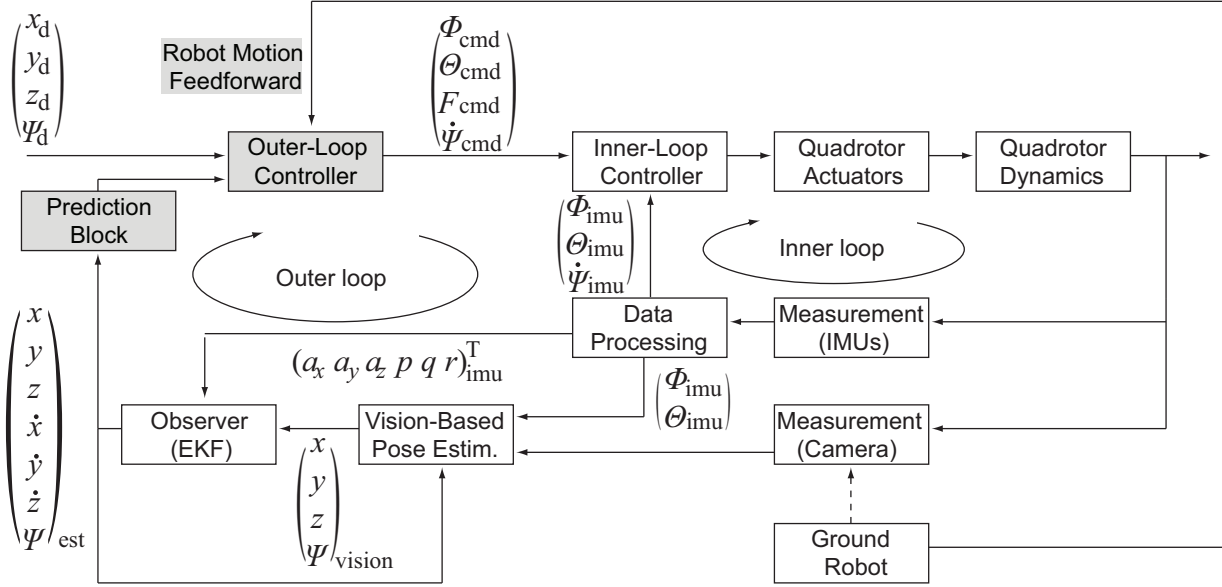 x_d
y_d
z_d
Ψ_d
Robot Motion
Feedforward
Φ_cmd
Θ_cmd
F_cmd
Ψ̇_cmd
Outer-Loop
Controller
Inner-Loop
Controller
Quadrotor
Actuators
Quadrotor
Dynamics
Prediction
Block
Φ_imu
Θ_imu
Ψ̇_imu
Outer loop
Inner loop
Data
Processing
Measurement
(IMUs)
(a_x a_y a_z p q r)^T_imu
Φ_imu
Θ_imu
x
y
z
ẋ
ẏ
ż
Ψ est
Observer
(EKF)
Vision-Based
Pose Estim.
Measurement
(Camera)
x
y
z
Ψ vision
Ground
Robot